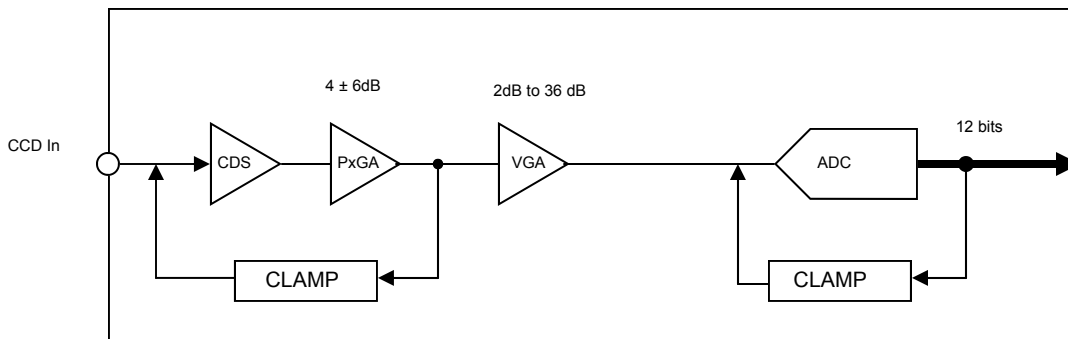 4 ± 6dB
2dB to 36 dB
12 bits
CCD In
CDS
PxGA
VGA
ADC
CLAMP
CLAMP